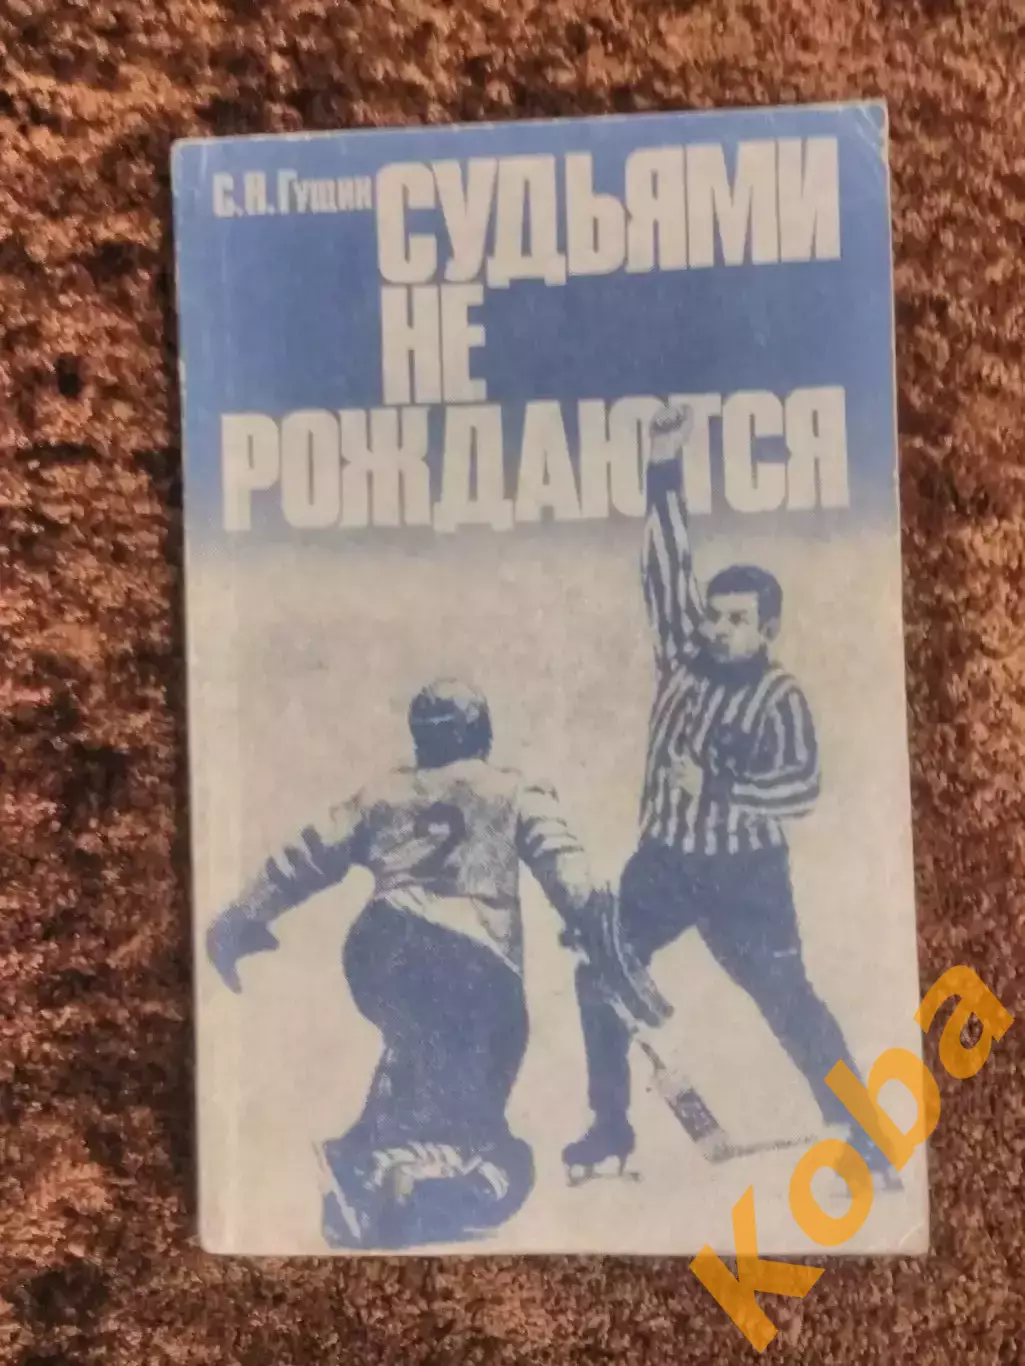 С. Н. Гущин
СУДЬЯМИ
НЕ
РОЖДАЮТСЯ
2
Koba